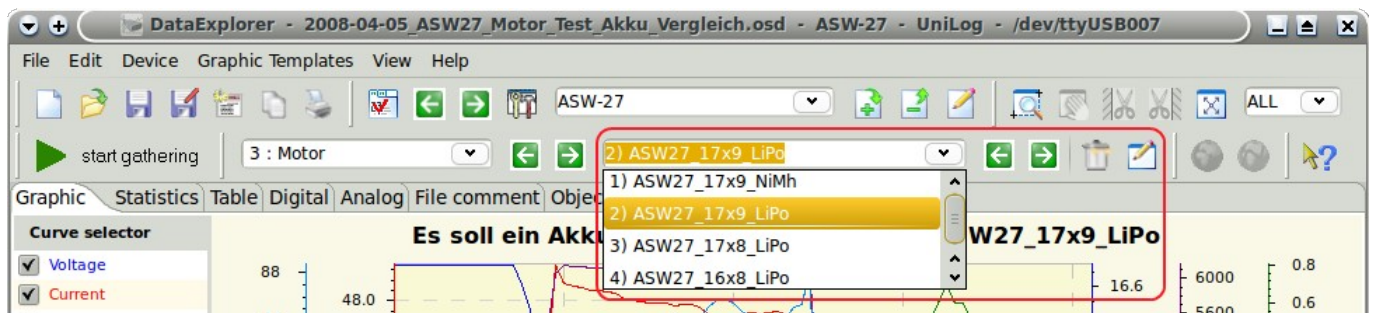 DataExplorer - 2008-04-05_ASW27_Motor_Test_Akku_Vergleich.osd - ASW-27 - UniLog - /dev/ttyUSB007
File Edit Device Graphic Templates View Help
ASW-27 ALL
start gathering 3 : Motor 2) ASW27_17x9_LiPo
1) ASW27_17x9_NiMh
2) ASW27_17x9_LiPo
3) ASW27_17x8_LiPo
4) ASW27_16x8_LiPo
Graphic Statistics Table Digital Analog File comment Objec
Curve selector Es soll ein Akku W27_17x9_LiPo
Voltage 88 6000 0.8
Current 48.0 16.6 5600 0.6